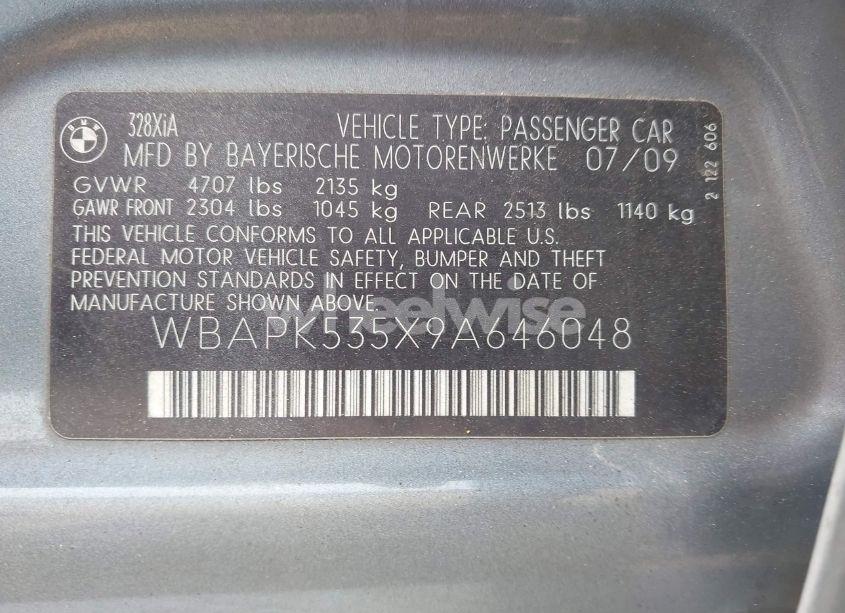 BMW
328XiA VEHICLE TYPE: PASSENGER CAR
MFD BY BAYERISCHE MOTORENWERKE 07/09
GVWR 4707 lbs 2135 kg
GAWR FRONT 2304 lbs 1045 kg REAR 2513 lbs 1140 kg
THIS VEHICLE CONFORMS TO ALL APPLICABLE U.S.
FEDERAL MOTOR VEHICLE SAFETY, BUMPER AND THEFT
PREVENTION STANDARDS IN EFFECT ON THE DATE OF
MANUFACTURE SHOWN ABOVE.
WBAPK535X9A646048
2 122 606
wheelwise